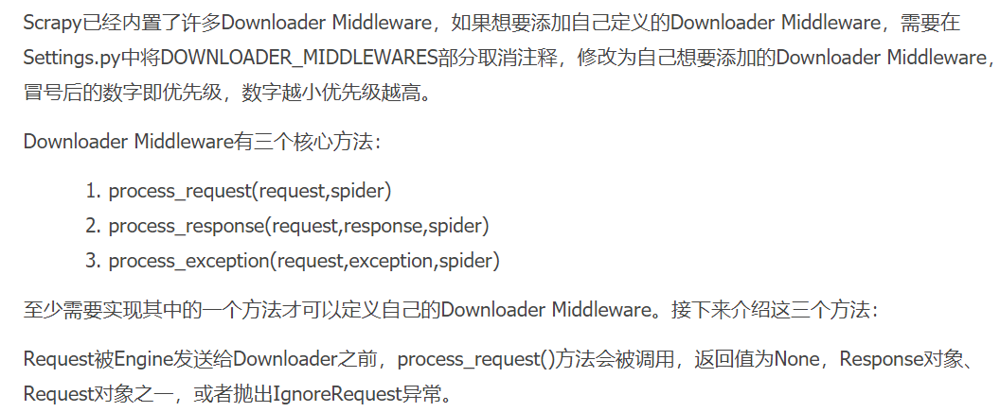 Scrapy已经内置了许多Downloader Middleware，如果想要添加自己定义的Downloader Middleware，需要在
Settings.py中将DOWNLOADER_MIDDLEWARES部分取消注释，修改为自己想要添加的Downloader Middleware，
冒号后的数字即优先级，数字越小优先级越高。
Downloader Middleware有三个核心方法：
1. process_request(request,spider)
2. process_response(request,response,spider)
3. process_exception(request,exception,spider)
至少需要实现其中的一个方法才可以定义自己的Downloader Middleware。接下来介绍这三个方法：
Request被Engine发送给Downloader之前，process_request()方法会被调用，返回值为None，Response对象、
Request对象之一，或者抛出IgnoreRequest异常。